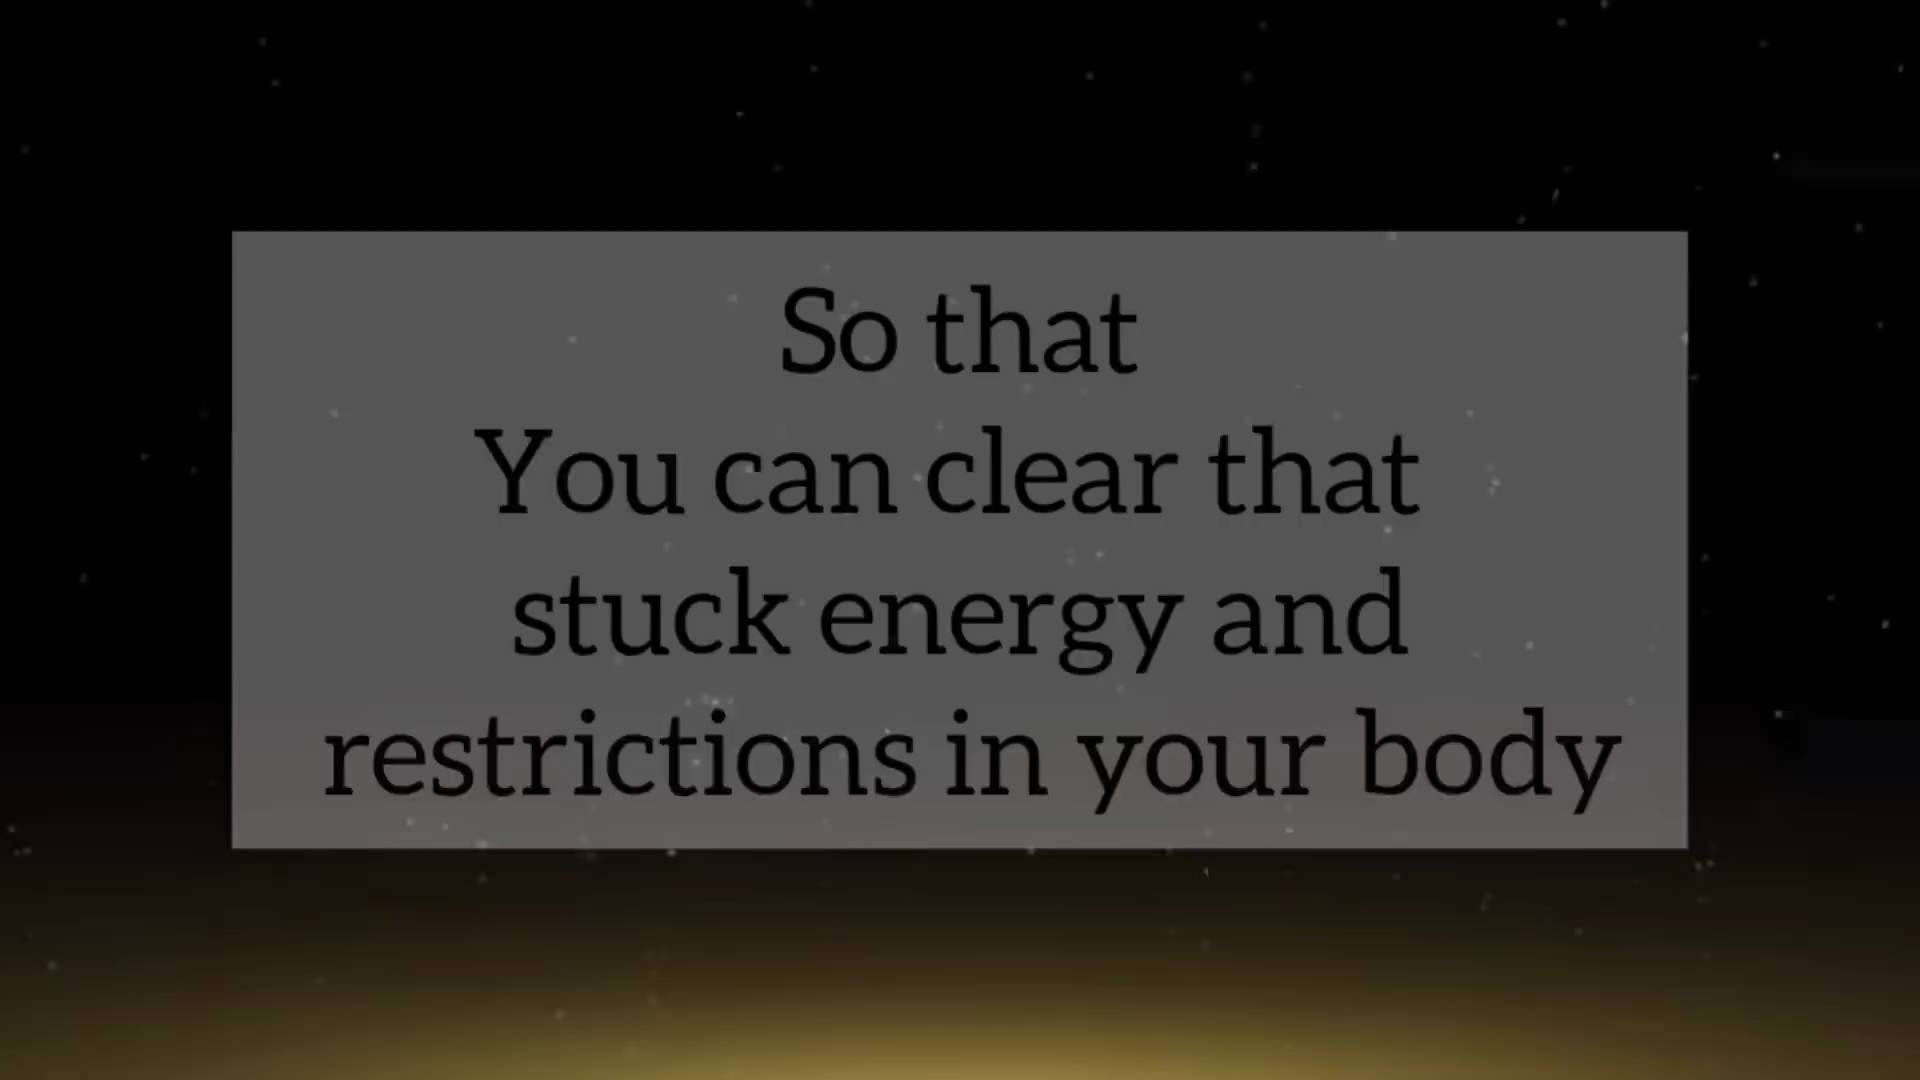 So that
You can clear that
stuck energy and
restrictions in your body